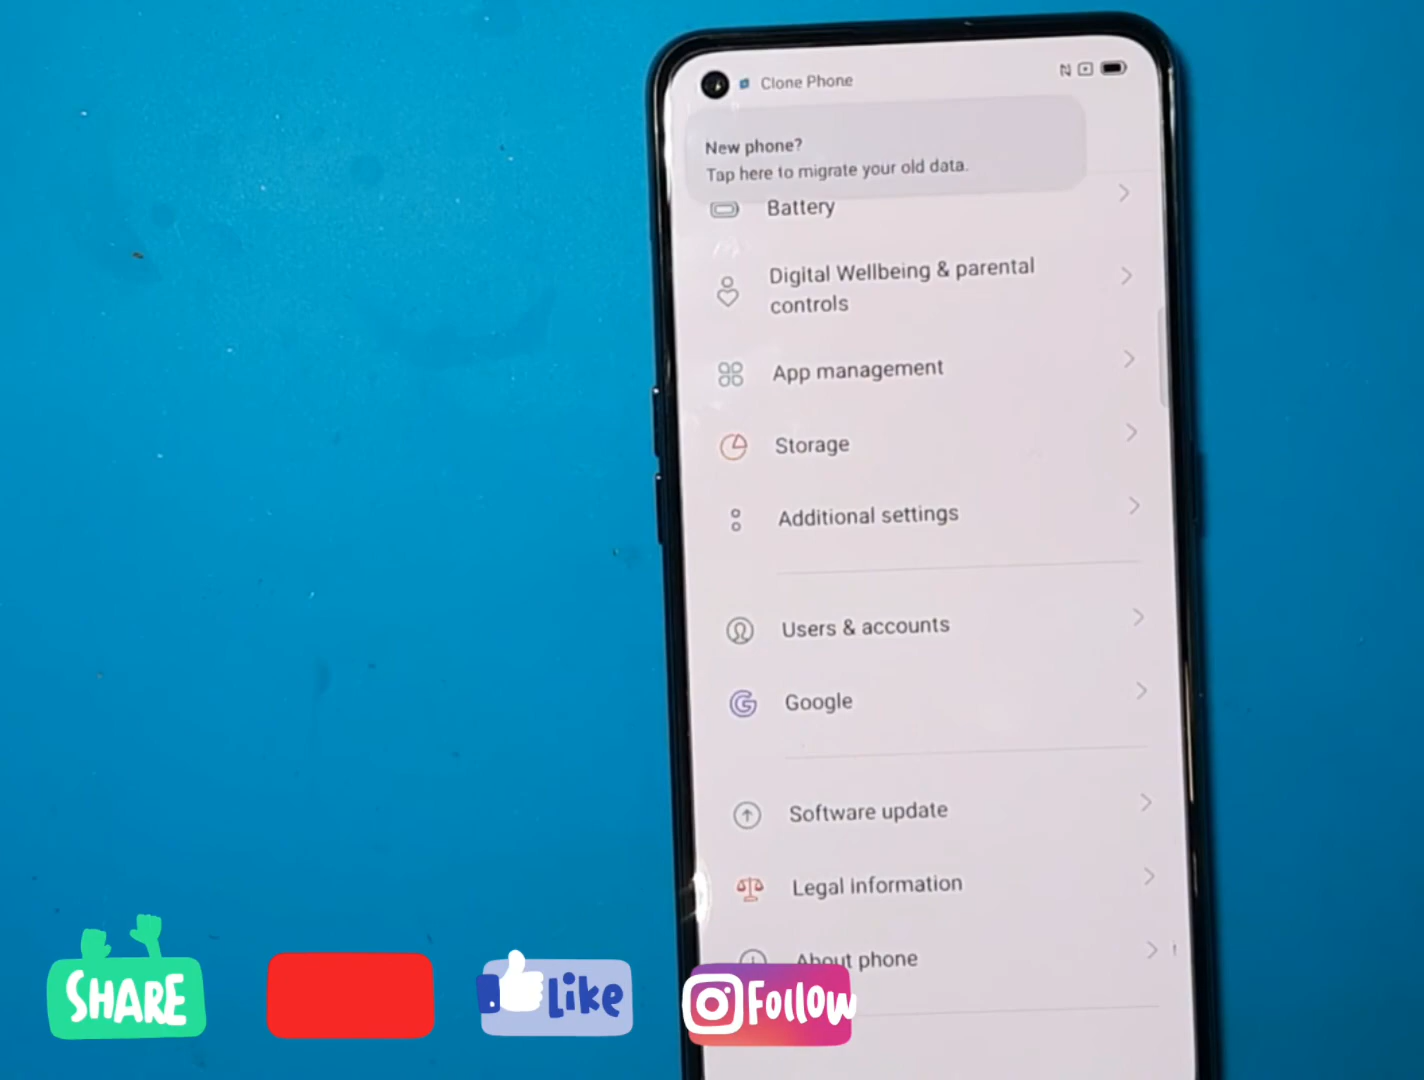 Clone Phone
New phone?
Tap here to migrate your old data.
Battery
Digital Wellbeing & parental
controls
App management
Storage
Additional settings
Users & accounts
Google
Software update
Legal information
About phone
SHARE
Like
Follow